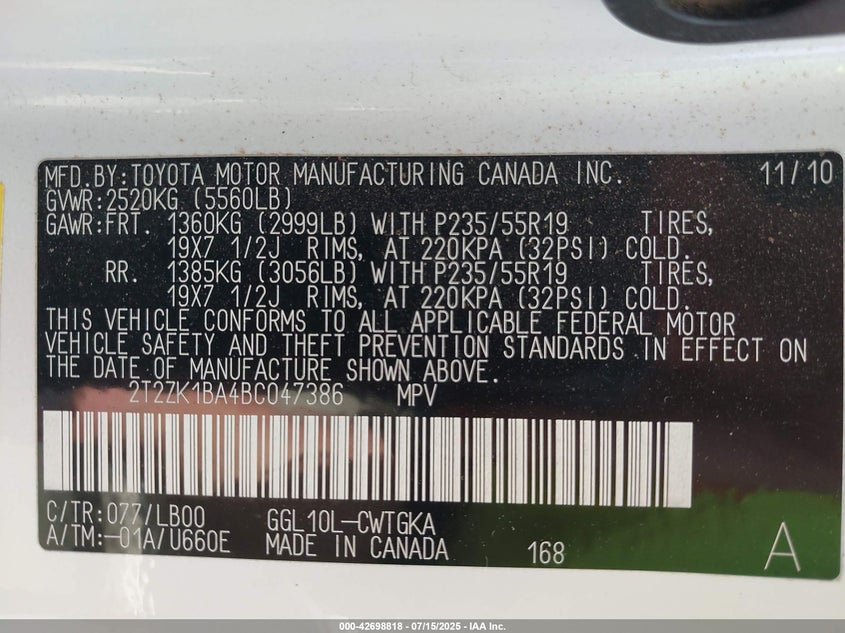 MFD.BY:TOYOTA MOTOR MANUFACTURING CANADA INC. 11/10
GVWR:2520KG (5560LB)
GAWR:FRT. 1360KG (2999LB) WITH P235/55R19 TIRES,
19X7 1/2J RIMS, AT 220KPA (32PSI) COLD.
RR. 1385KG (3056LB) WITH P235/55R19 TIRES,
19X7 1/2J RIMS, AT 220KPA (32PSI) COLD.
THIS VEHICLE CONFORMS TO ALL APPLICABLE FEDERAL MOTOR
VEHICLE SAFETY AND THEFT PREVENTION STANDARDS IN EFFECT ON
THE DATE OF MANUFACTURE SHOWN ABOVE.
2T2ZK1BA4BC047386 MPV
C/TR:077/LB00 GGL10L-CWTGKA
A/TM:-01A/U660E MADE IN CANADA 168 A
000-42698818 - 07/15/2025 - IAA Inc.